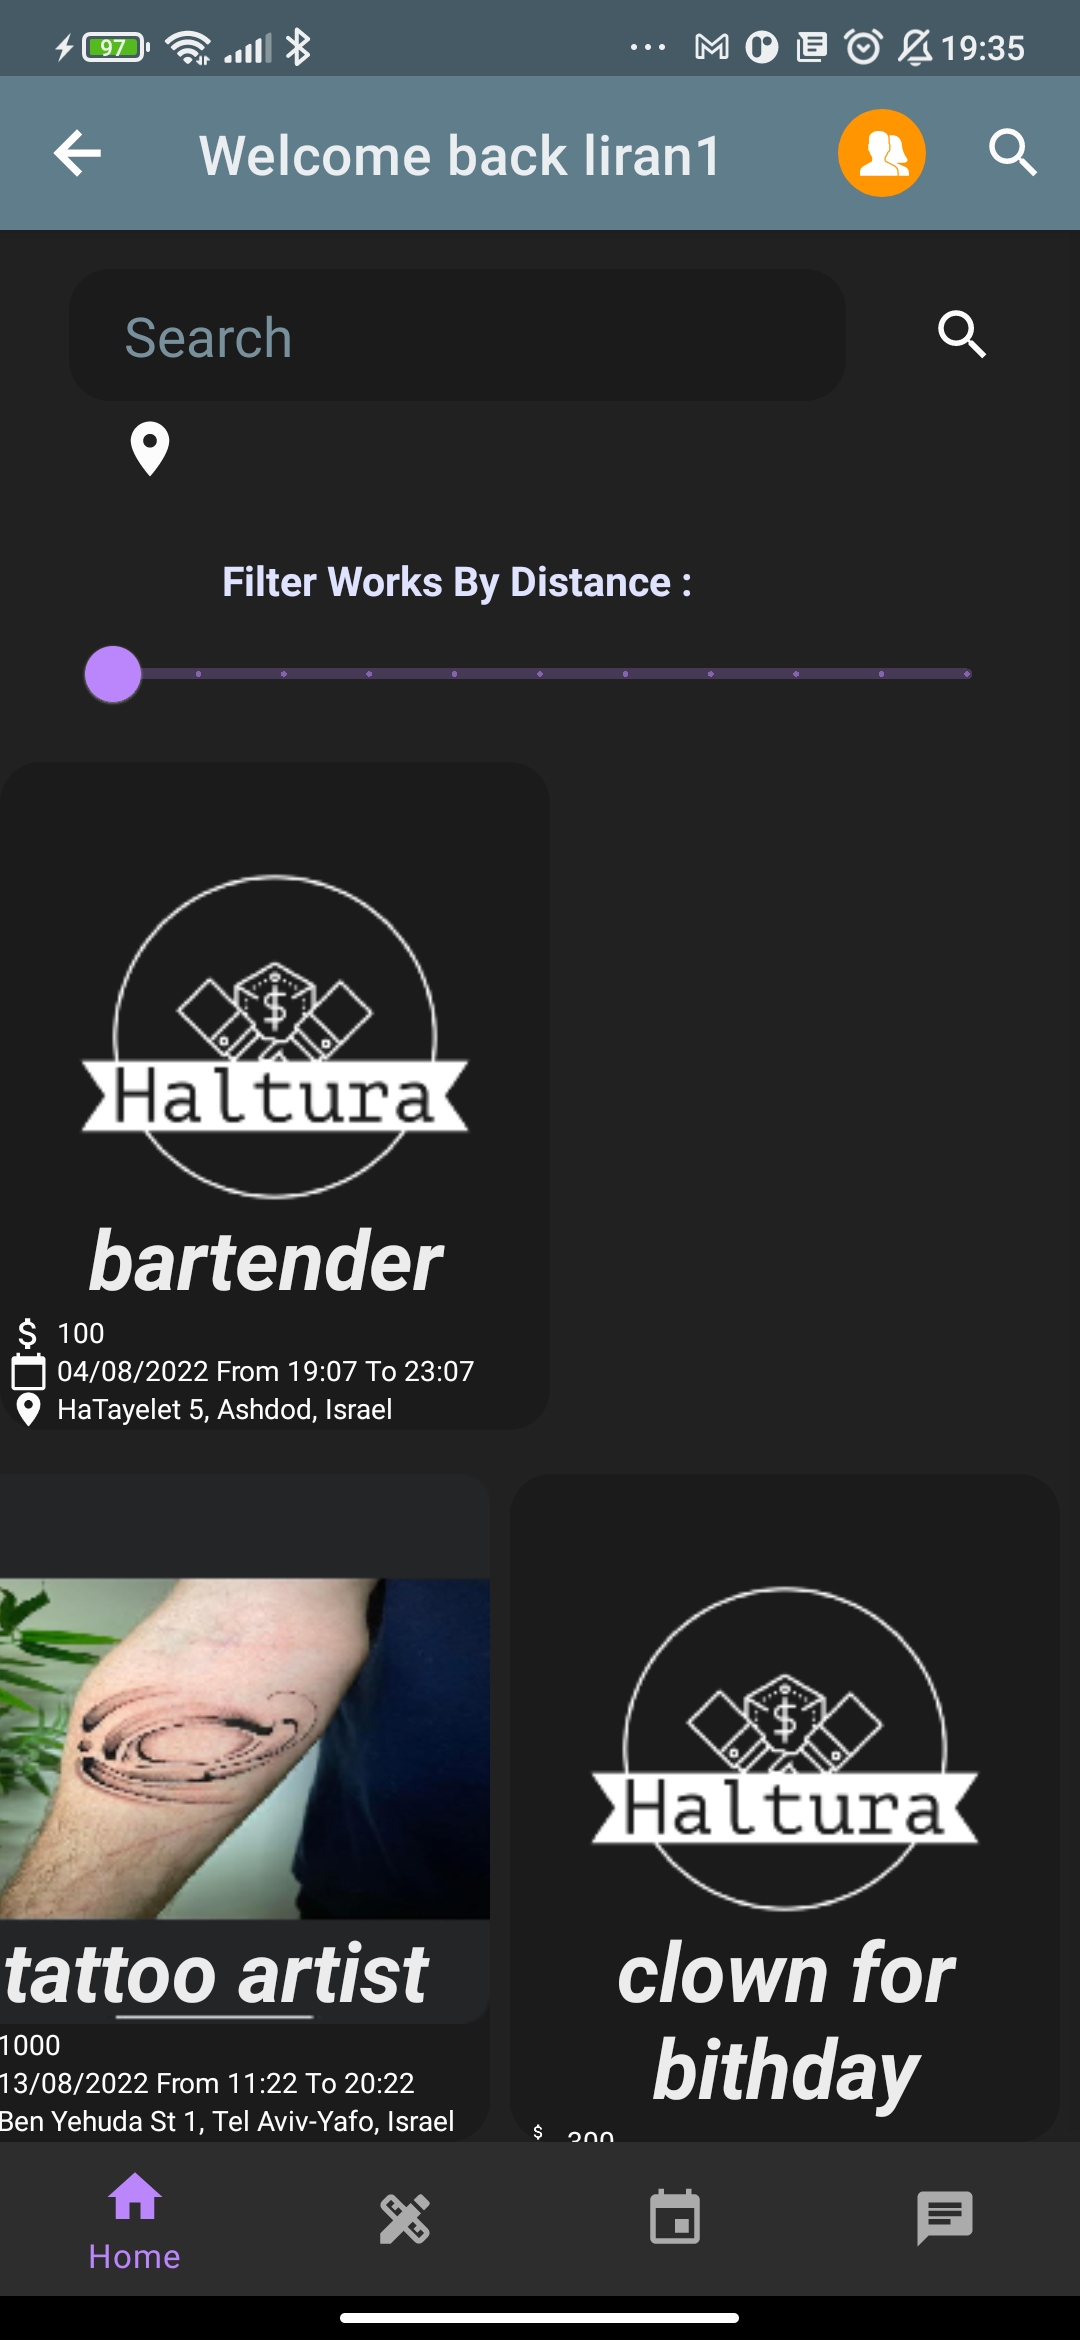 97
19:35
Welcome back liran1
Search
Filter Works By Distance :
$
Haltura
bartender
$ 100
04/08/2022 From 19:07 To 23:07
HaTayelet 5, Ashdod, Israel
tattoo artist
1000
13/08/2022 From 11:22 To 20:22
Ben Yehuda St 1, Tel Aviv-Yafo, Israel
$
Haltura
clown for
bithday
$ 300
Home